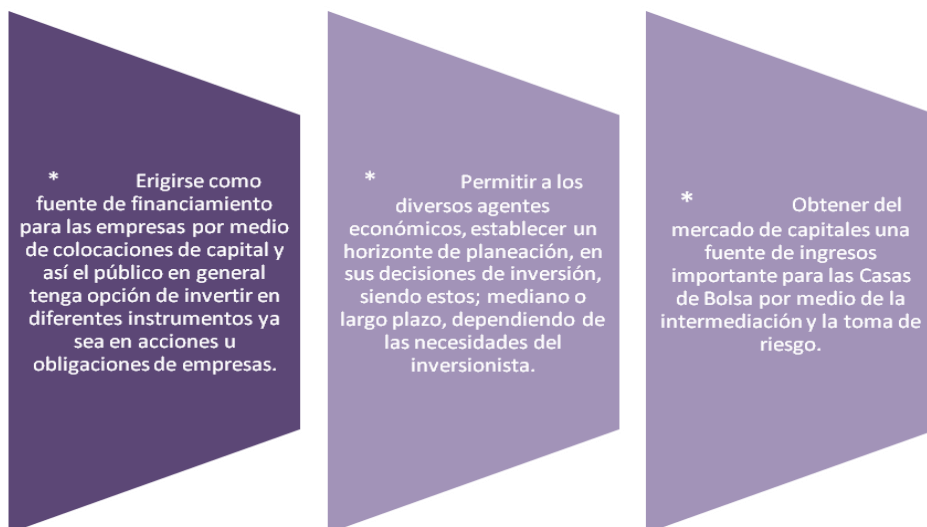 * Erigirse como
fuente de financiamiento
para las empresas por medio
de colocaciones de capital y
así el público en general
tenga opción de invertir en
diferentes instrumentos ya
sea en acciones u
obligaciones de empresas.
* Permitir a los
diversos agentes
económicos, establecer un
horizonte de planeación, en
sus decisiones de inversión,
siendo estos; mediano o
largo plazo, dependiendo de
las necesidades del
inversionista.
* Obtener del
mercado de capitales una
fuente de ingresos
importante para las Casas
de Bolsa por medio de la
intermediación y la toma de
riesgo.